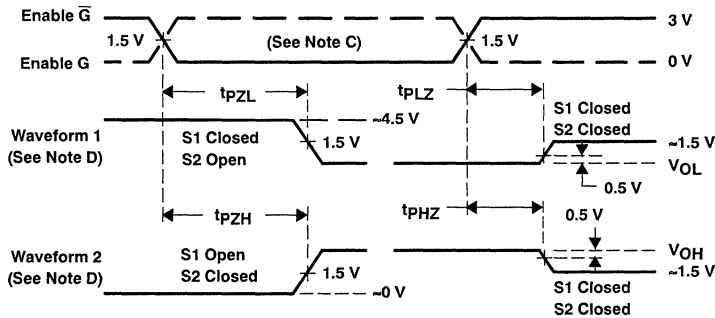 Enable G̅
3 V
1.5 V
(See Note C)
1.5 V
Enable G
0 V
tPZL
tPLZ
S1 Closed
S2 Closed
~4.5 V
Waveform 1
(See Note D)
S1 Closed
S2 Open
1.5 V
~1.5 V
VOL
0.5 V
tPZH
tPHZ
0.5 V
Waveform 2
(See Note D)
S1 Open
S2 Closed
1.5 V
VOH
~1.5 V
~0 V
S1 Closed
S2 Closed